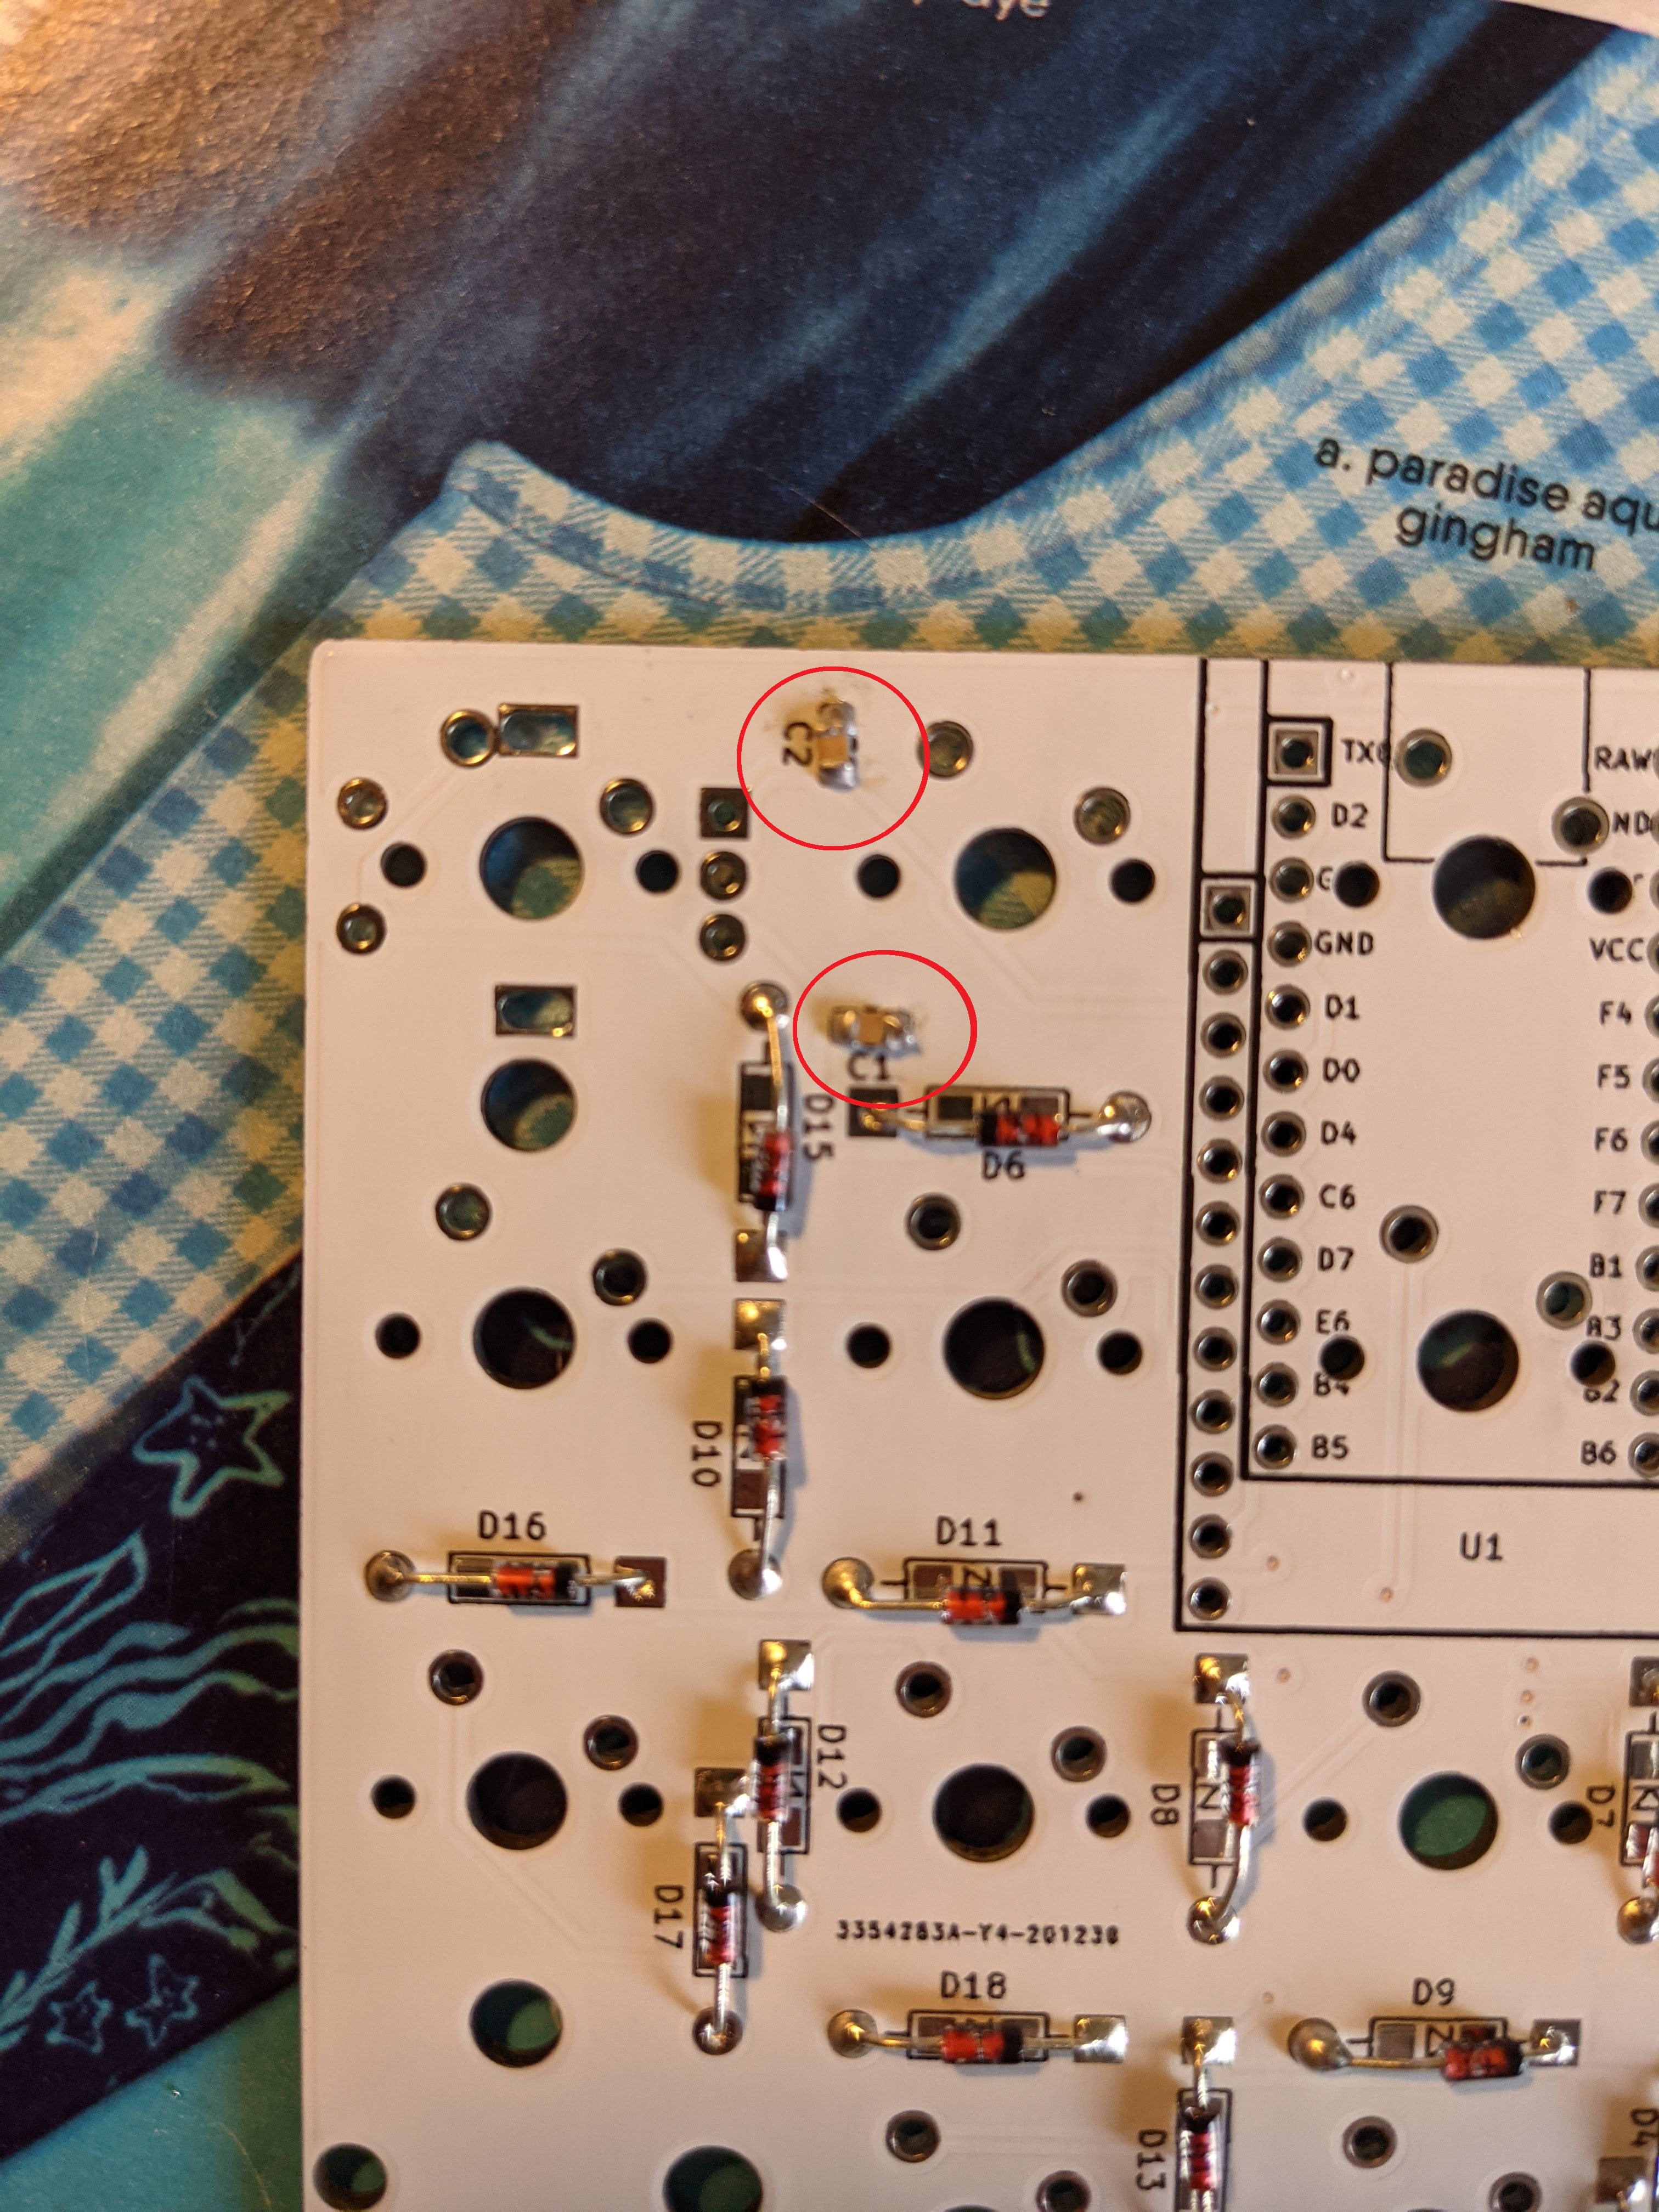 a. paradise aqu
gingham
C2
TX
RAW
D2
ND
GND
VCC
D1
F4
C1
D0
F5
D15
D4
F6
D6
C6
F7
D7
B1
E6
B3
B4
B2
D10
B5
B6
D16
D11
U1
D12
D8
D7
D17
3354283A-Y4-201230
D18
D9
D13
D4